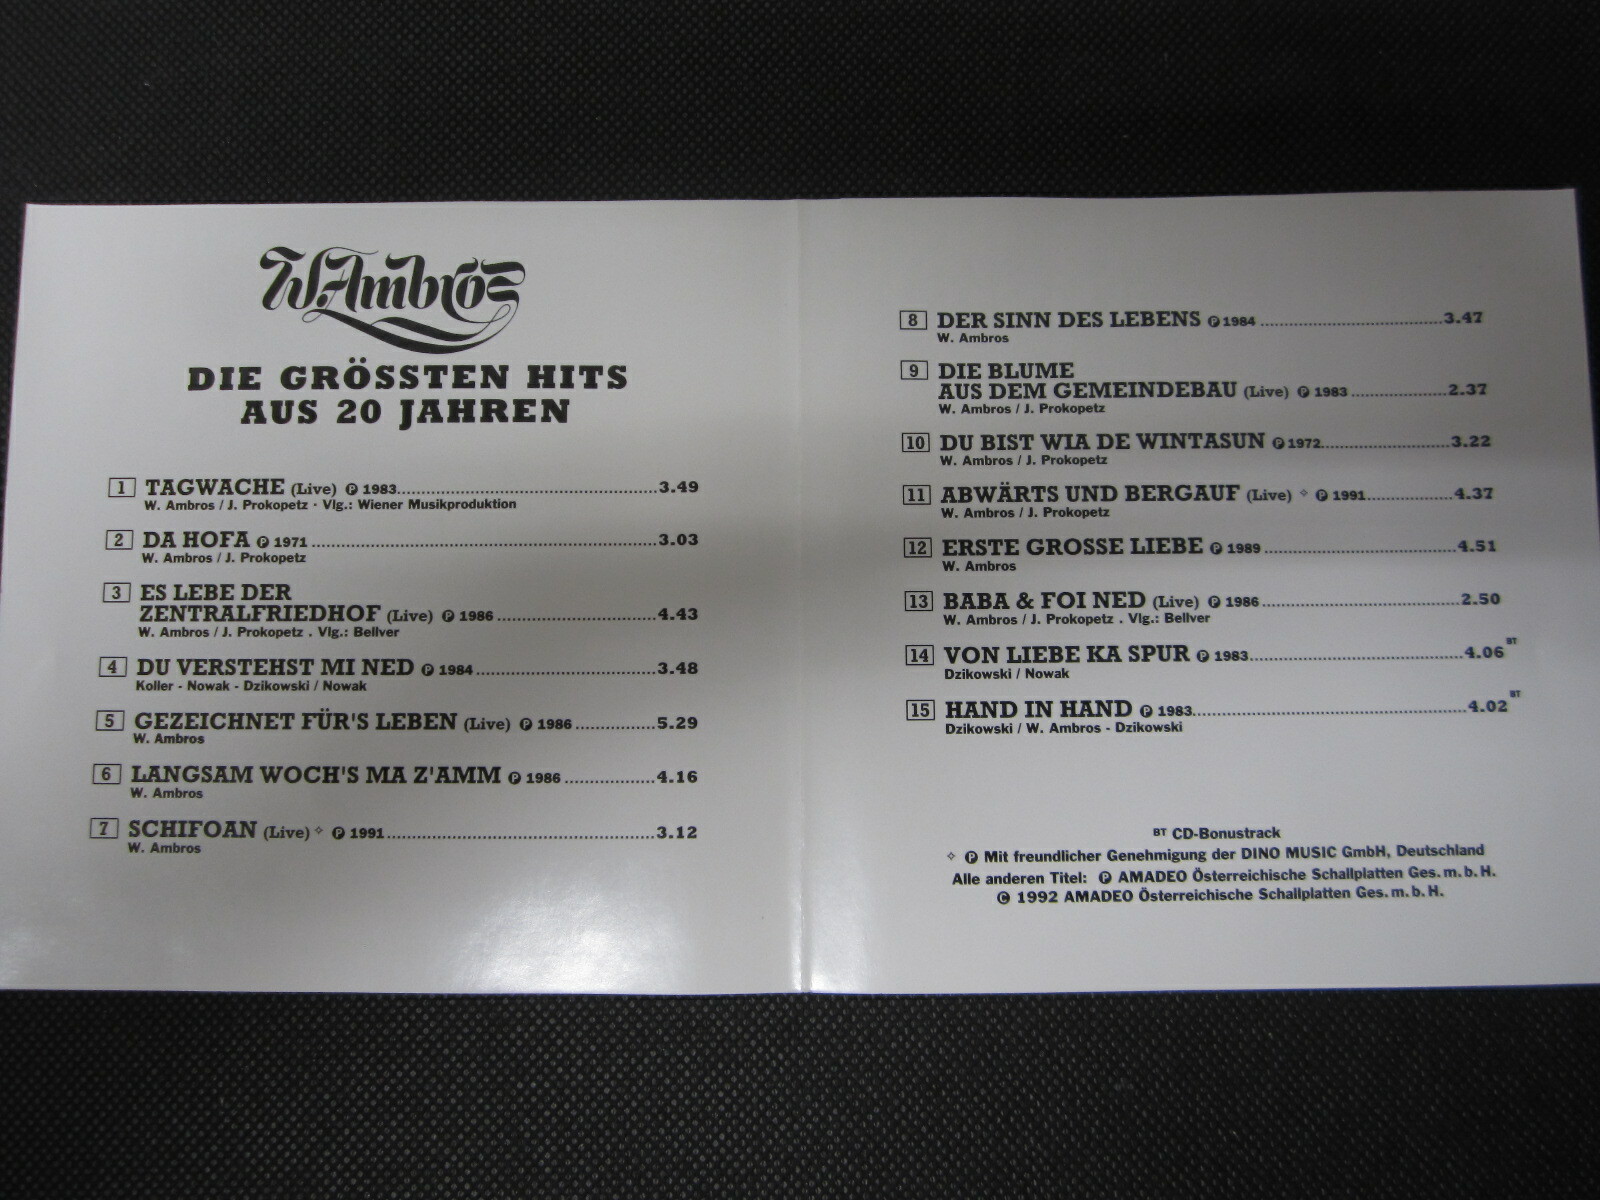 W. Ambros
DIE GRÖSSTEN HITS
AUS 20 JAHREN
1 TAGWACHE (Live) ℗ 1983 3.49
W. Ambros / J. Prokopetz · Vlg.: Wiener Musikproduktion
2 DA HOFA ℗ 1971 3.03
W. Ambros / J. Prokopetz
3 ES LEBE DER
ZENTRALFRIEDHOF (Live) ℗ 1986 4.43
W. Ambros / J. Prokopetz . Vlg.: Bellver
4 DU VERSTEHST MI NED ℗ 1984 3.48
Koller - Nowak - Dzikowski / Nowak
5 GEZEICHNET FÜR'S LEBEN (Live) ℗ 1986 5.29
W. Ambros
6 LANGSAM WOCH'S MA Z'AMM ℗ 1986 4.16
W. Ambros
7 SCHIFOAN (Live) ✧ ℗ 1991 3.12
W. Ambros
8 DER SINN DES LEBENS ℗ 1984 3.47
W. Ambros
9 DIE BLUME
AUS DEM GEMEINDEBAU (Live) ℗ 1983 2.37
W. Ambros / J. Prokopetz
10 DU BIST WIA DE WINTASUN ℗ 1972 3.22
W. Ambros / J. Prokopetz
11 ABWÄRTS UND BERGAUF (Live) ✧ ℗ 1991 4.37
W. Ambros / J. Prokopetz
12 ERSTE GROSSE LIEBE ℗ 1989 4.51
W. Ambros
13 BABA & FOI NED (Live) ℗ 1986 2.50
W. Ambros / J. Prokopetz . Vlg.: Bellver
14 VON LIEBE KA SPUR ℗ 1983 4.06 BT
Dzikowski / Nowak
15 HAND IN HAND ℗ 1983 4.02 BT
Dzikowski / W. Ambros - Dzikowski
BT CD-Bonustrack
✧ ℗ Mit freundlicher Genehmigung der DINO MUSIC GmbH, Deutschland
Alle anderen Titel: ℗ AMADEO Österreichische Schallplatten Ges. m. b. H.
© 1992 AMADEO Österreichische Schallplatten Ges. m. b. H.